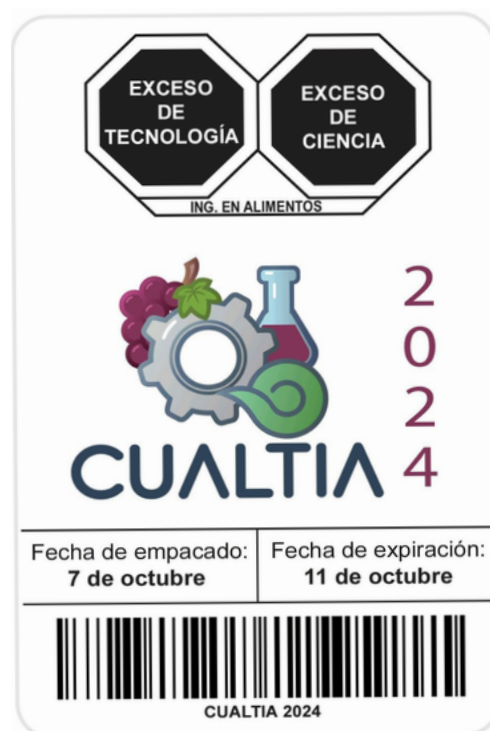 EXCESO
DE
TECNOLOGÍA
EXCESO
DE
CIENCIA
ING. EN ALIMENTOS
2
0
2
4
CUALTIA
Fecha de empacado:
7 de octubre
Fecha de expiración:
11 de octubre
CUALTIA 2024